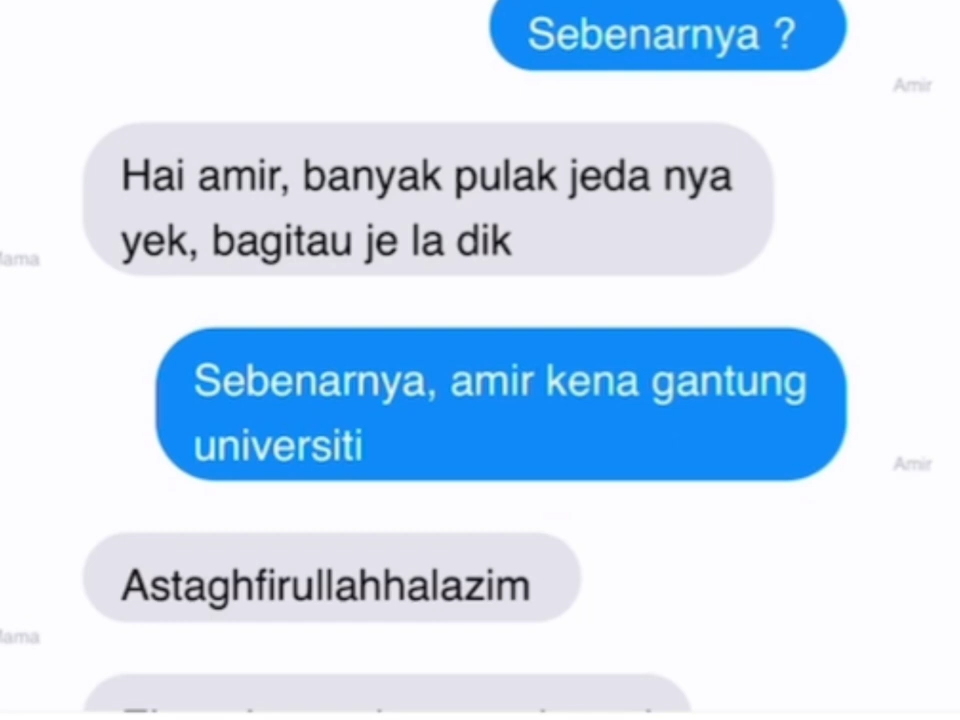 Sebenarnya ?
Amir
Hai amir, banyak pulak jeda nya
yek, bagitau je la dik
Sebenarnya, amir kena gantung
universiti
Amir
Astaghfirullahhalazim